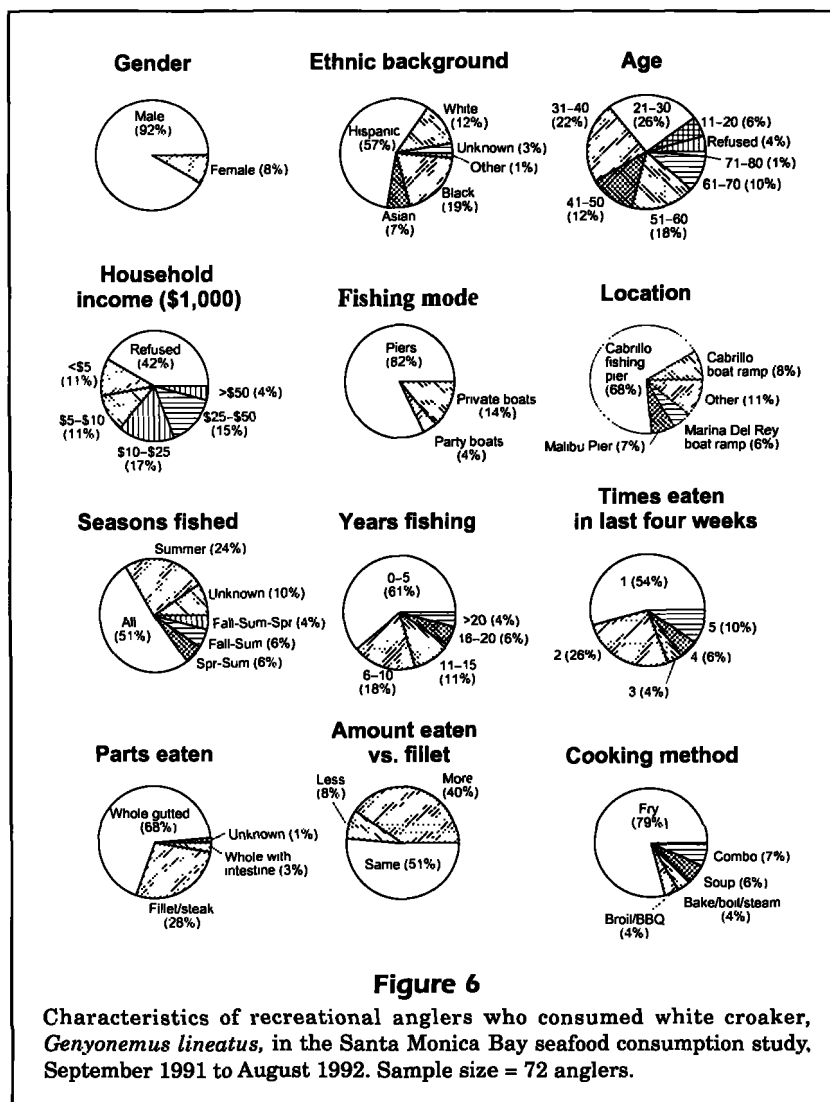 Gender
Male
(92%)
Female (8%)
Ethnic background
White
(12%)
Hispanic
(57%)
Unknown (3%)
Other (1%)
Black
(19%)
Asian
(7%)
Age
31–40
(22%)
21–30
(26%)
11–20 (6%)
Refused (4%)
71–80 (1%)
61–70 (10%)
41–50
(12%)
51–60
(18%)
Household
income ($1,000)
Refused
(42%)
<$5
(11%)
>$50 (4%)
$5–$10
(11%)
$25–$50
(15%)
$10–$25
(17%)
Fishing mode
Piers
(82%)
Private boats
(14%)
Party boats
(4%)
Location
Cabrillo
fishing
pier
(68%)
Cabrillo
boat ramp (8%)
Other (11%)
Marina Del Rey
boat ramp (6%)
Malibu Pier (7%)
Seasons fished
Summer (24%)
Unknown (10%)
All
(51%)
Fall-Sum-Spr (4%)
Fall-Sum (6%)
Spr-Sum (6%)
Years fishing
0–5
(61%)
>20 (4%)
16–20 (6%)
11–15
(11%)
6–10
(18%)
Times eaten
in last four weeks
1 (54%)
5 (10%)
4 (6%)
2 (26%)
3 (4%)
Parts eaten
Whole gutted
(68%)
Unknown (1%)
Whole with
intestine (3%)
Fillet/steak
(28%)
Amount eaten
vs. fillet
Less
(8%)
More
(40%)
Same (51%)
Cooking method
Fry
(79%)
Combo (7%)
Soup (6%)
Bake/boil/steam
(4%)
Broil/BBQ
(4%)
Figure 6
Characteristics of recreational anglers who consumed white croaker,
Genyonemus lineatus, in the Santa Monica Bay seafood consumption study,
September 1991 to August 1992. Sample size = 72 anglers.